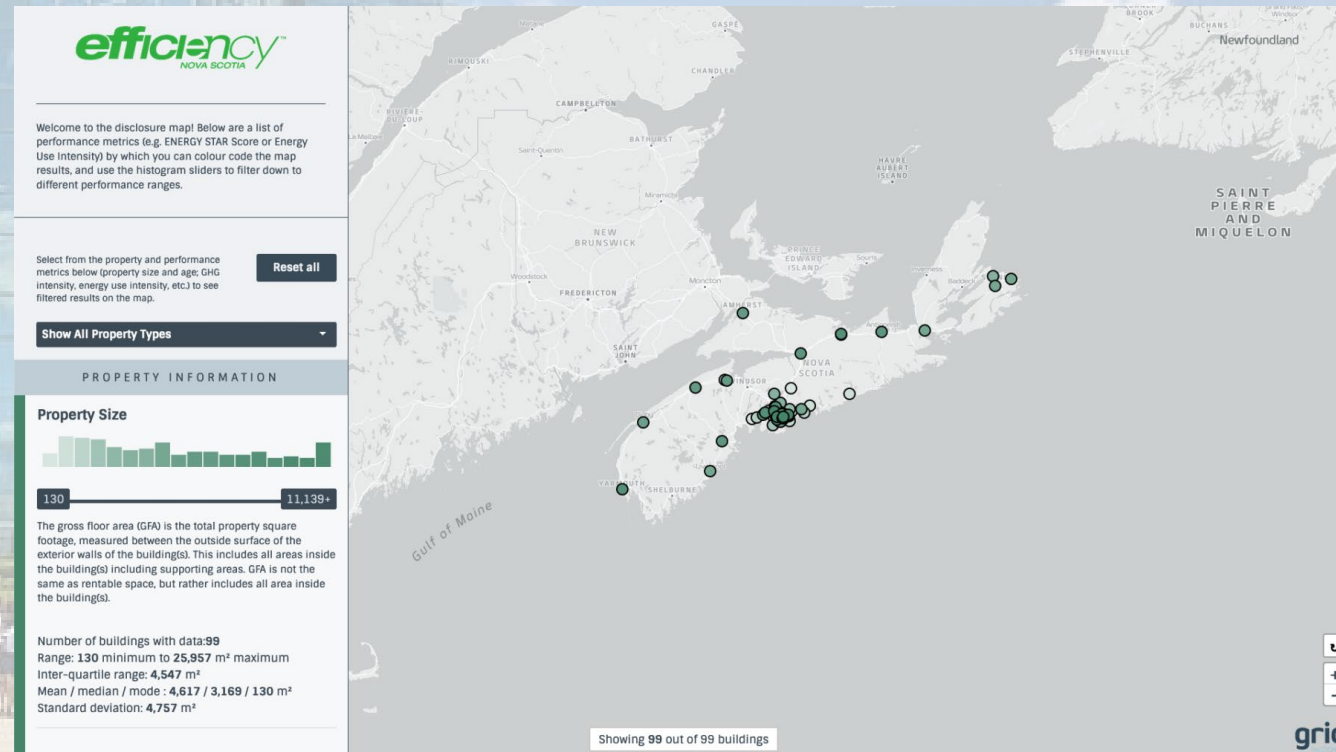 efficiency™
NOVA SCOTIA
Welcome to the disclosure map! Below are a list of
performance metrics (e.g. ENERGY STAR Score or Energy
Use Intensity) by which you can colour code the map
results, and use the histogram sliders to filter down to
different performance ranges.
Select from the property and performance
metrics below (property size and age; GHG
intensity, energy use intensity, etc.) to see
filtered results on the map.
Reset all
Show All Property Types
PROPERTY INFORMATION
Property Size
130
11,139+
The gross floor area (GFA) is the total property square
footage, measured between the outside surface of the
exterior walls of the building(s). This includes all areas inside
the building(s) including supporting areas. GFA is not the
same as rentable space, but rather includes all area inside
the building(s).
Number of buildings with data:99
Range: 130 minimum to 25,957 m² maximum
Inter-quartile range: 4,547 m²
Mean / median / mode : 4,617 / 3,169 / 130 m²
Standard deviation: 4,757 m²
GASPÉ
RIMOUSKI
CHANDLER
CAMPBELLTON
BATHURST
Saint-Quentin
Miramichi
NEW
BRUNSWICK
Woodstock
FREDERICTON
Moncton
SAINT
JOHN
AMHERST
PRINCE
EDWARD
ISLAND
Souris
HAVRE
AUBERT
ISLAND
Inverness
Baddeck
NOVA
SCOTIA
SHELBURNE
Gulf of Maine
BROOK
BUCHANS
Windsor
Newfoundland
STEPHENVILLE
SAINT
PIERRE
AND
MIQUELON
Showing 99 out of 99 buildings
+